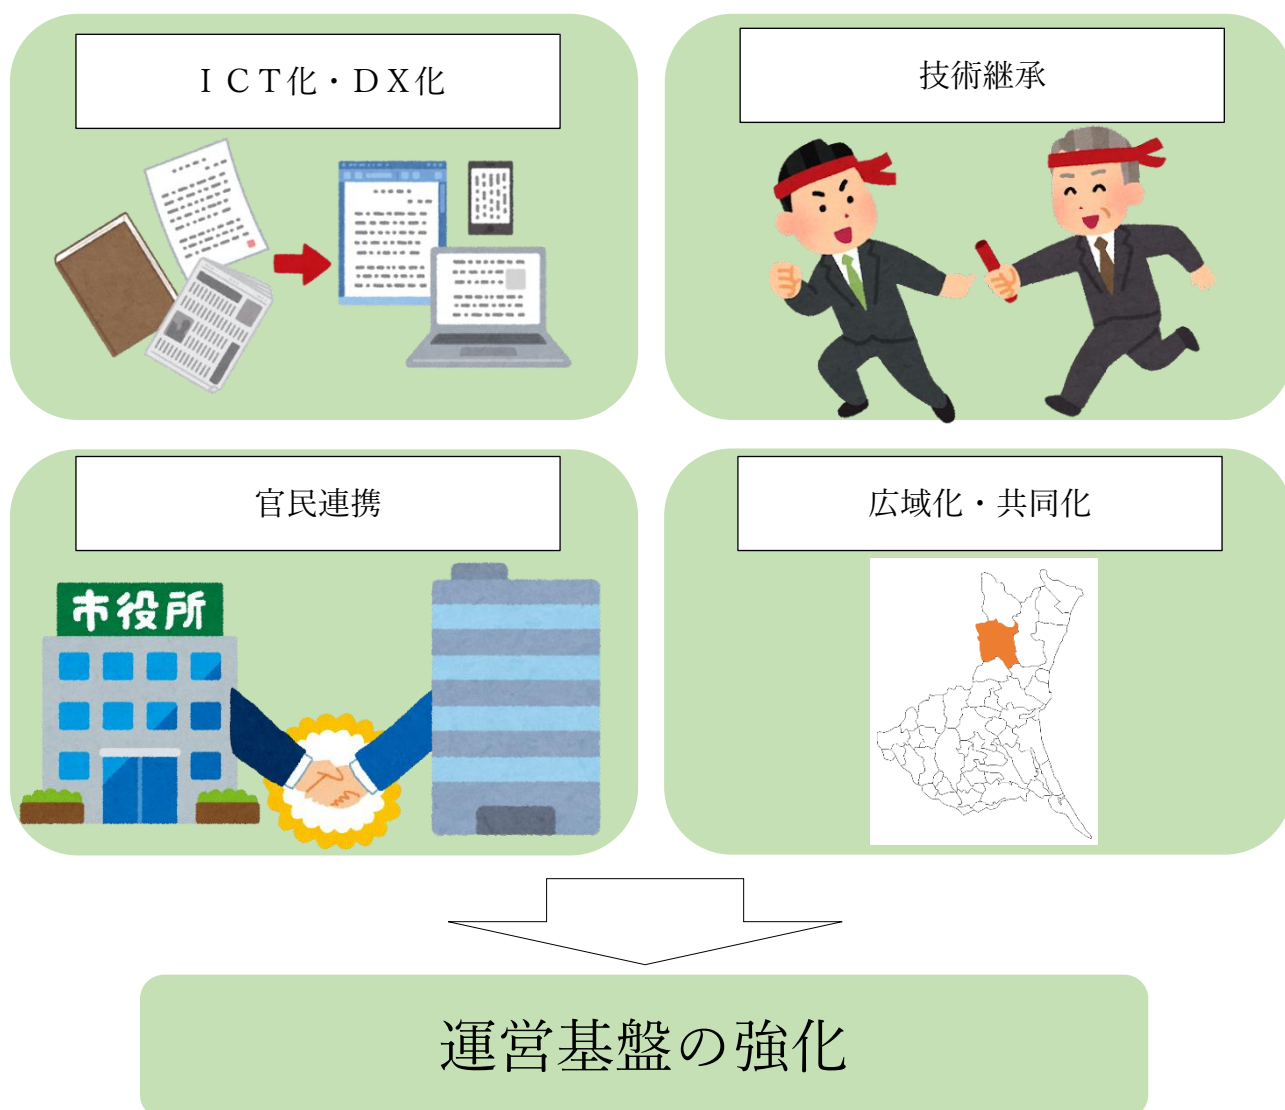 ＩＣＴ化・ＤＸ化
技術継承
官民連携
広域化・共同化
市役所
運営基盤の強化